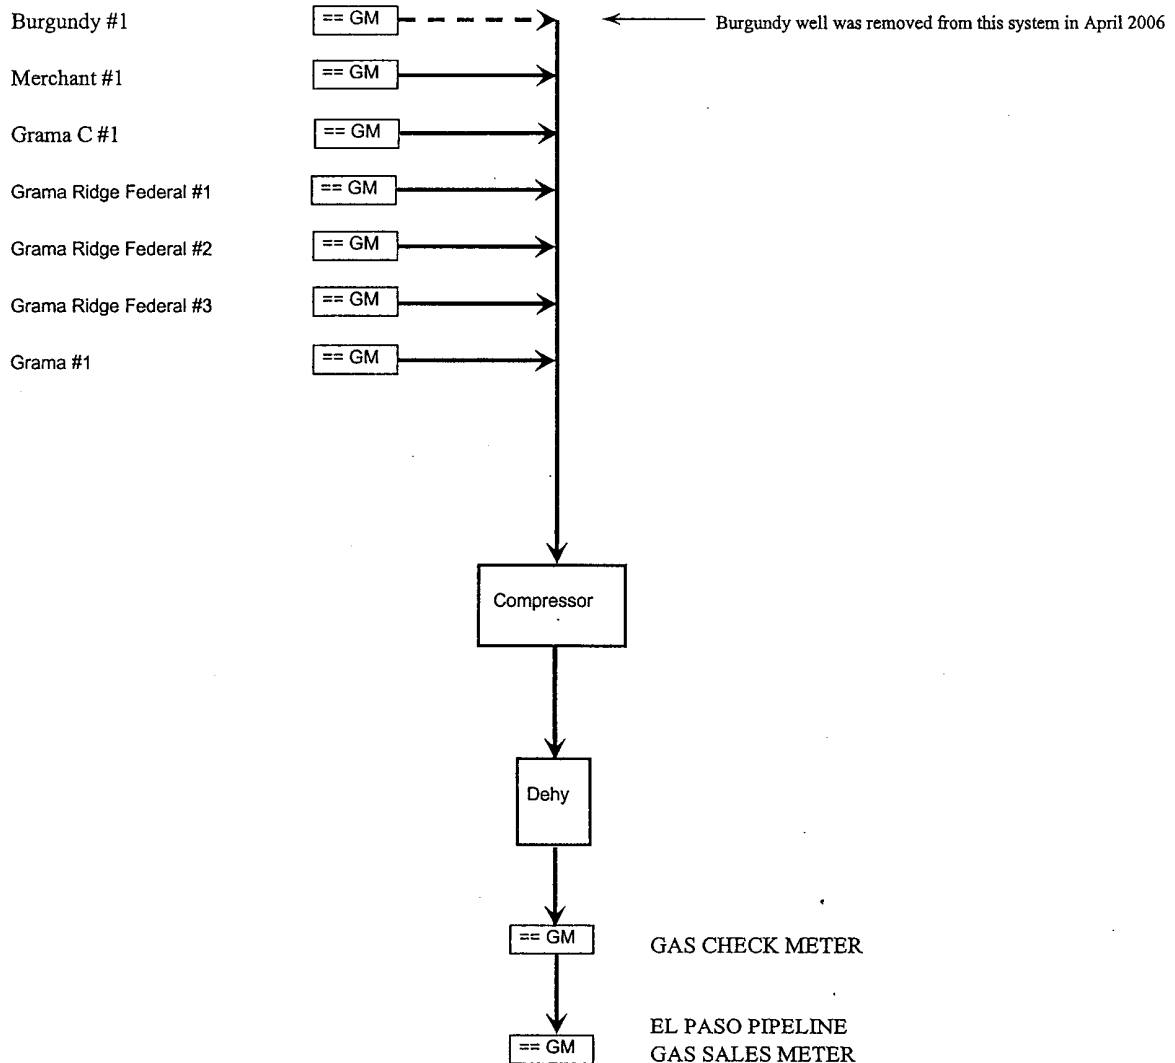 Burgundy #1 == GM Burgundy well was removed from this system in April 2006
Merchant #1 == GM
Grama C #1 == GM
Grama Ridge Federal #1 == GM
Grama Ridge Federal #2 == GM
Grama Ridge Federal #3 == GM
Grama #1 == GM
Compressor
Dehy
== GM GAS CHECK METER
EL PASO PIPELINE
== GM GAS SALES METER